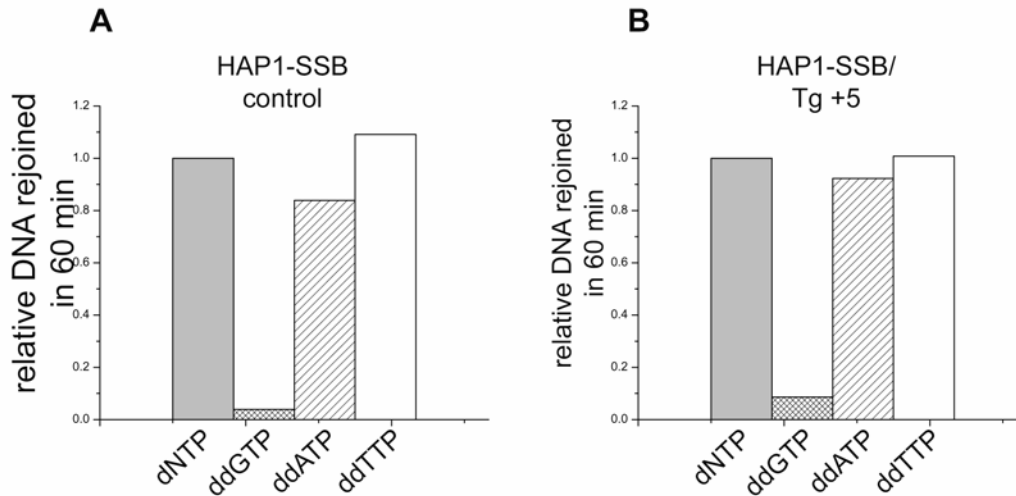 A
HAP1-SSB
control
relative DNA rejoined
in 60 min
1.2
1.0
0.8
0.6
0.4
0.2
0.0
dNTP
ddGTP
ddATP
ddTTP
B
HAP1-SSB/
Tg +5
relative DNA rejoined
in 60 min
1.2
1.0
0.8
0.6
0.4
0.2
0.0
dNTP
ddGTP
ddATP
ddTTP